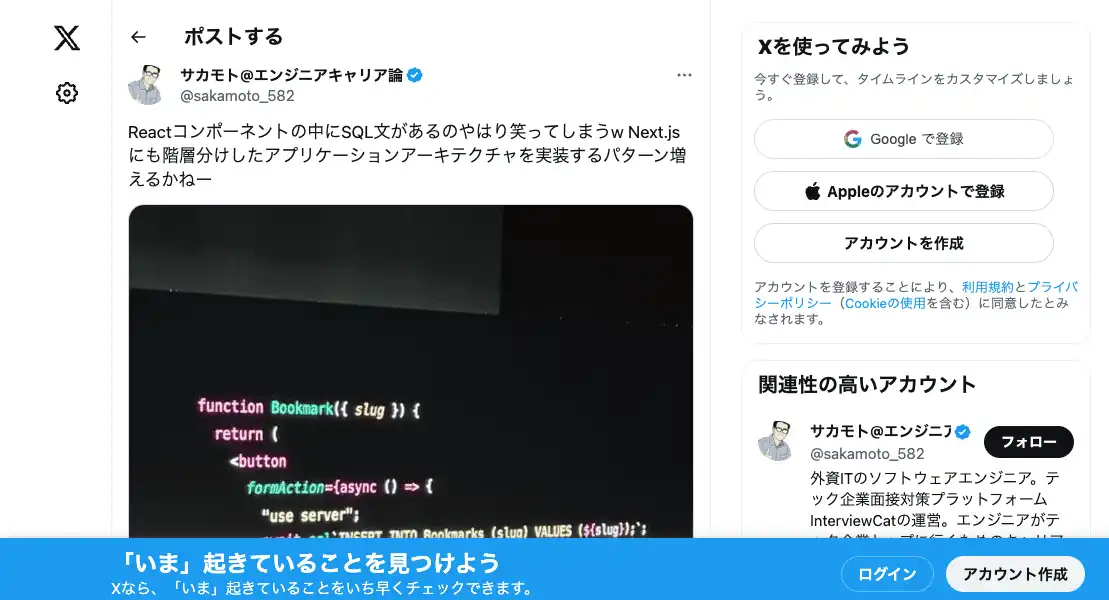 ポストする
サカモト@エンジニアキャリア論
@sakamoto_582
Reactコンポーネントの中にSQL文があるのやはり笑ってしまうw Next.js
にも階層分けしたアプリケーションアーキテクチャを実装するパターン増
えるかねー
function Bookmark({ slug }) {
return (
<button
formAction={async () => {
"use server";
await sql`INSERT INTO Bookmarks (slug) VALUES (${slug});`;
Xを使ってみよう
今すぐ登録して、タイムラインをカスタマイズしましょ
う。
Google で登録
Appleのアカウントで登録
アカウントを作成
アカウントを登録することにより、利用規約とプライバ
シーポリシー（Cookieの使用を含む）に同意したとみ
なされます。
関連性の高いアカウント
サカモト@エンジニア
@sakamoto_582
フォロー
外資ITのソフトウェアエンジニア。テ
ック企業面接対策プラットフォーム
InterviewCatの運営。エンジニアがテ
「いま」起きていることを見つけよう
Xなら、「いま」起きていることをいち早くチェックできます。
ログイン
アカウント作成